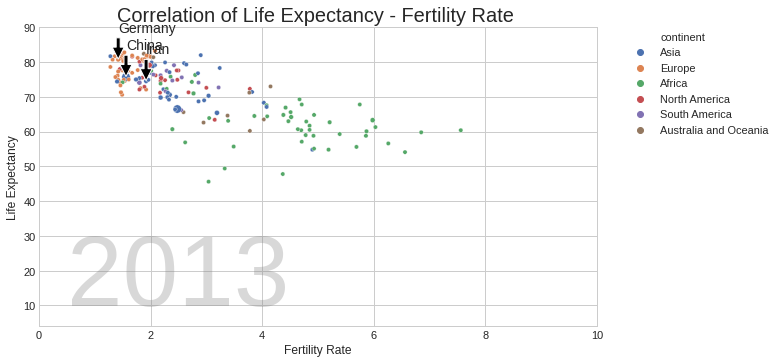 Correlation of Life Expectancy - Fertility Rate
Germany
China
Iran
90
80
70
60
50
40
30
20
10
Life Expectancy
2013
0
2
4
6
8
10
Fertility Rate
continent
Asia
Europe
Africa
North America
South America
Australia and Oceania